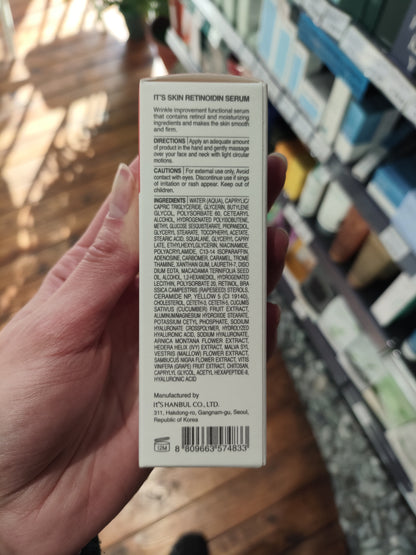 IT'S SKIN RETINOIDIN SERUM
Wrinkle improvement functional serum
that contains retinol and moisturizing
ingredients and makes the skin smooth
and firm.
DIRECTIONS Apply an adequate amount
of product in the hand and gently massage
over your face and neck with light circular
motions.
CAUTIONS For external use only, Avoid
contact with eyes. Discontinue use if signs
of irritation or rash appear. Keep out of
children.
INGREDIENTS WATER (AQUA), CAPRYLIC/
CAPRIC TRIGLYCERIDE, GLYCERIN, BUTYLENE
GLYCOL, POLYSORBATE 60, CETEARYL
ALCOHOL, HYDROGENATED POLYISOBUTENE,
METHYL GLUCOSE SESQUISTEARATE, PROPANEDIOL,
GLYCERYL STEARATE, TOCOPHERYL ACETATE,
STEARIC ACID, SQUALANE, GLYCERYL CAPRY
LATE, ETHYLHEXYLGLYCERIN, NIACINAMIDE,
POLYACRYLAMIDE, C13-14 ISOPARAFFIN,
ADENOSINE, CARBOMER, CARAMEL, TROME
THAMINE, XANTHAN GUM, LAURETH-7, DISO
DIUM EDTA, MACADAMIA TERNIFOLIA SEED
OIL, ALCOHOL, 1,2-HEXANEDIOL, HYDROGENATED
LECITHIN, POLYSORBATE 20, RETINOL, BRA
SSICA CAMPESTRIS (RAPESEED) STEROLS,
CERAMIDE NP, YELLOW 5 (CI 19140),
CHOLESTEROL, CETETH-3, CETETH-5, CUCUMIS
SATIVUS (CUCUMBER) FRUIT EXTRACT,
HYDROXIDE STEARATE,
POTASSIUM CETYL PHOSPHATE, SODIUM
HYALURONATE CROSSPOLYMER, HYDROLYZED
HYALURONIC ACID, SODIUM HYALURONATE,
ARNICA MONTANA FLOWER EXTRACT,
HEDERA HELIX (IVY) EXTRACT, MALVA SYL
VESTRIS (MALLOW) FLOWER EXTRACT,
SAMBUCUS NIGRA FLOWER EXTRACT, VITIS
VINIFERA (GRAPE) FRUIT EXTRACT, CHITOSAN,
CAPRYLYL GLYCOL, ACETYL HEXAPEPTIDE-8,
HYALURONIC ACID
Manufactured by
IT'S HANBUL CO., LTD.
311, Hakdong-ro, Gangnam-gu, Seoul,
Republic of Korea
12M
8 809663 574833